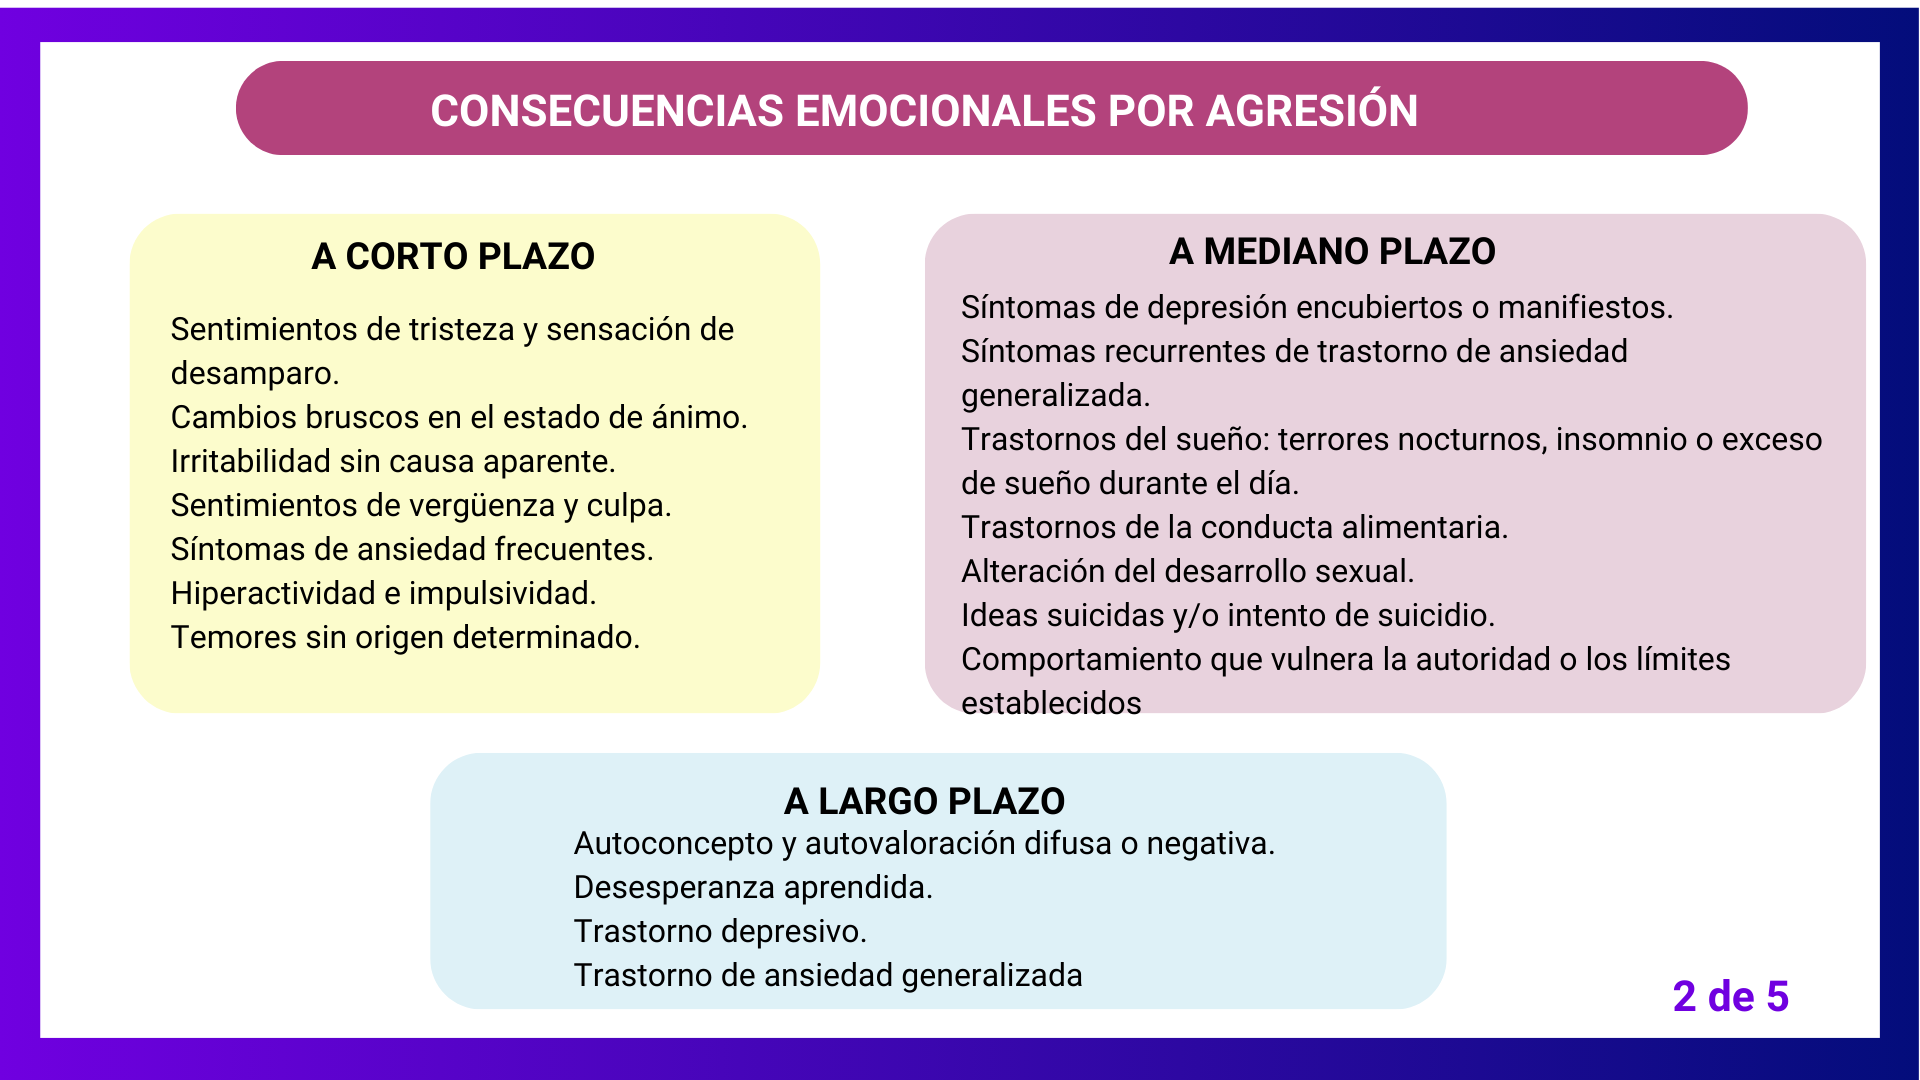 CONSECUENCIAS EMOCIONALES POR AGRESIÓN
A CORTO PLAZO
Sentimientos de tristeza y sensación de
desamparo.
Cambios bruscos en el estado de ánimo.
Irritabilidad sin causa aparente.
Sentimientos de vergüenza y culpa.
Síntomas de ansiedad frecuentes.
Hiperactividad e impulsividad.
Temores sin origen determinado.
A MEDIANO PLAZO
Síntomas de depresión encubiertos o manifiestos.
Síntomas recurrentes de trastorno de ansiedad
generalizada.
Trastornos del sueño: terrores nocturnos, insomnio o exceso
de sueño durante el día.
Trastornos de la conducta alimentaria.
Alteración del desarrollo sexual.
Ideas suicidas y/o intento de suicidio.
Comportamiento que vulnera la autoridad o los límites
establecidos
A LARGO PLAZO
Autoconcepto y autovaloración difusa o negativa.
Desesperanza aprendida.
Trastorno depresivo.
Trastorno de ansiedad generalizada
2 de 5